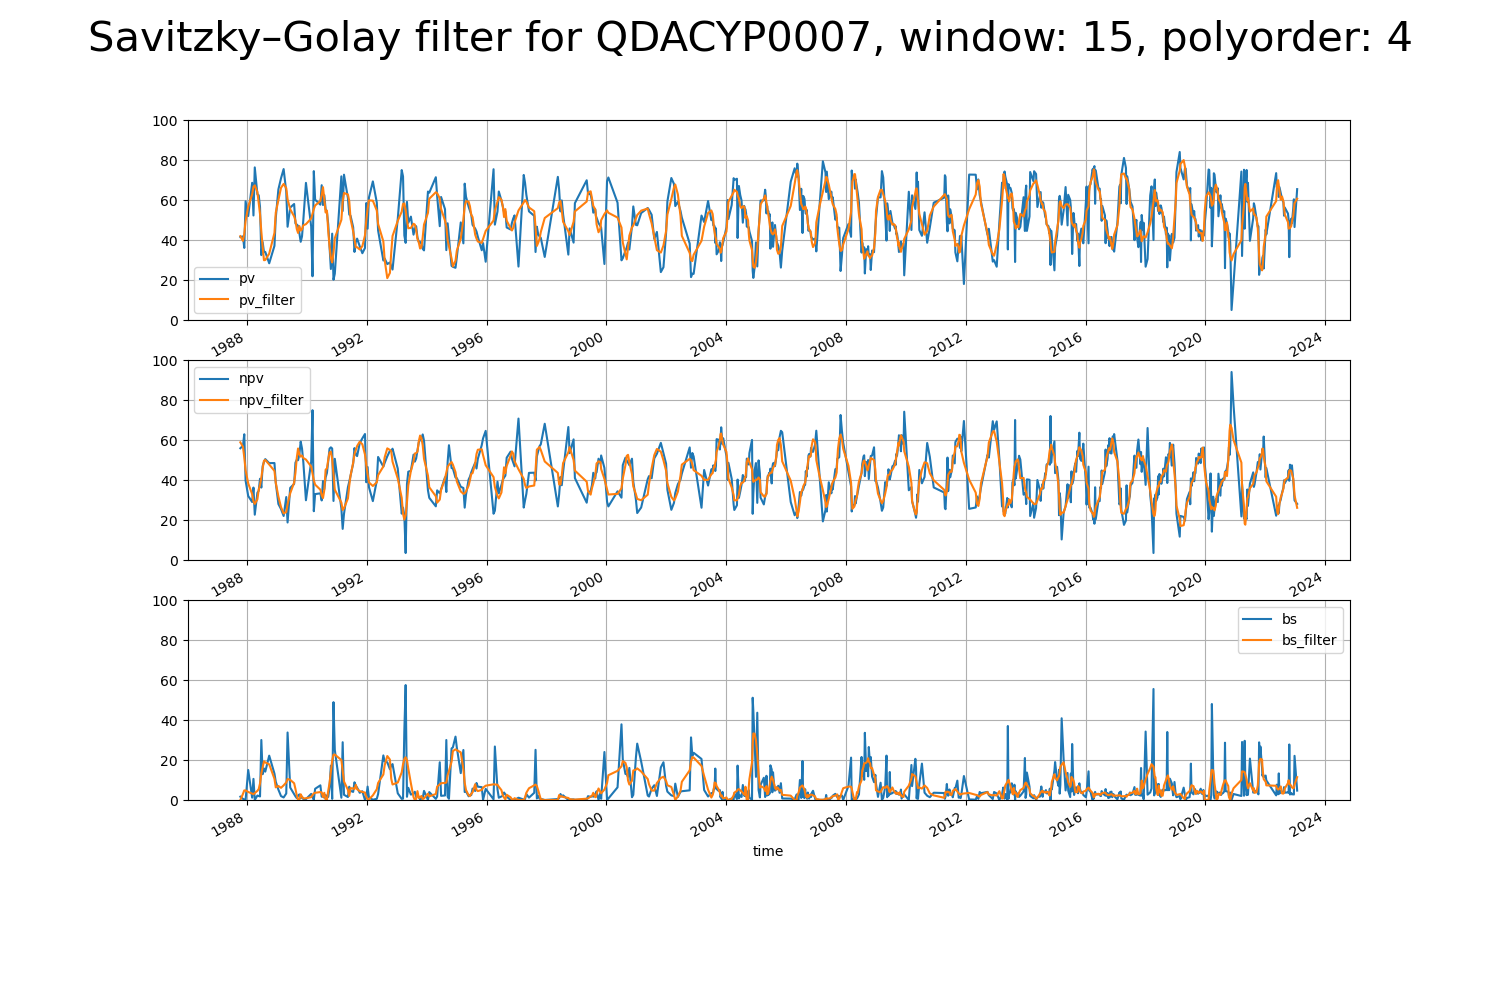 Savitzky–Golay filter for QDACYP0007, window: 15, polyorder: 4
100
80
60
40
20
0
pv
pv_filter
1988 1992 1996 2000 2004 2008 2012 2016 2020 2024
100
80
60
40
20
0
npv
npv_filter
1988 1992 1996 2000 2004 2008 2012 2016 2020 2024
100
80
60
40
20
0
bs
bs_filter
1988 1992 1996 2000 2004 2008 2012 2016 2020 2024
time